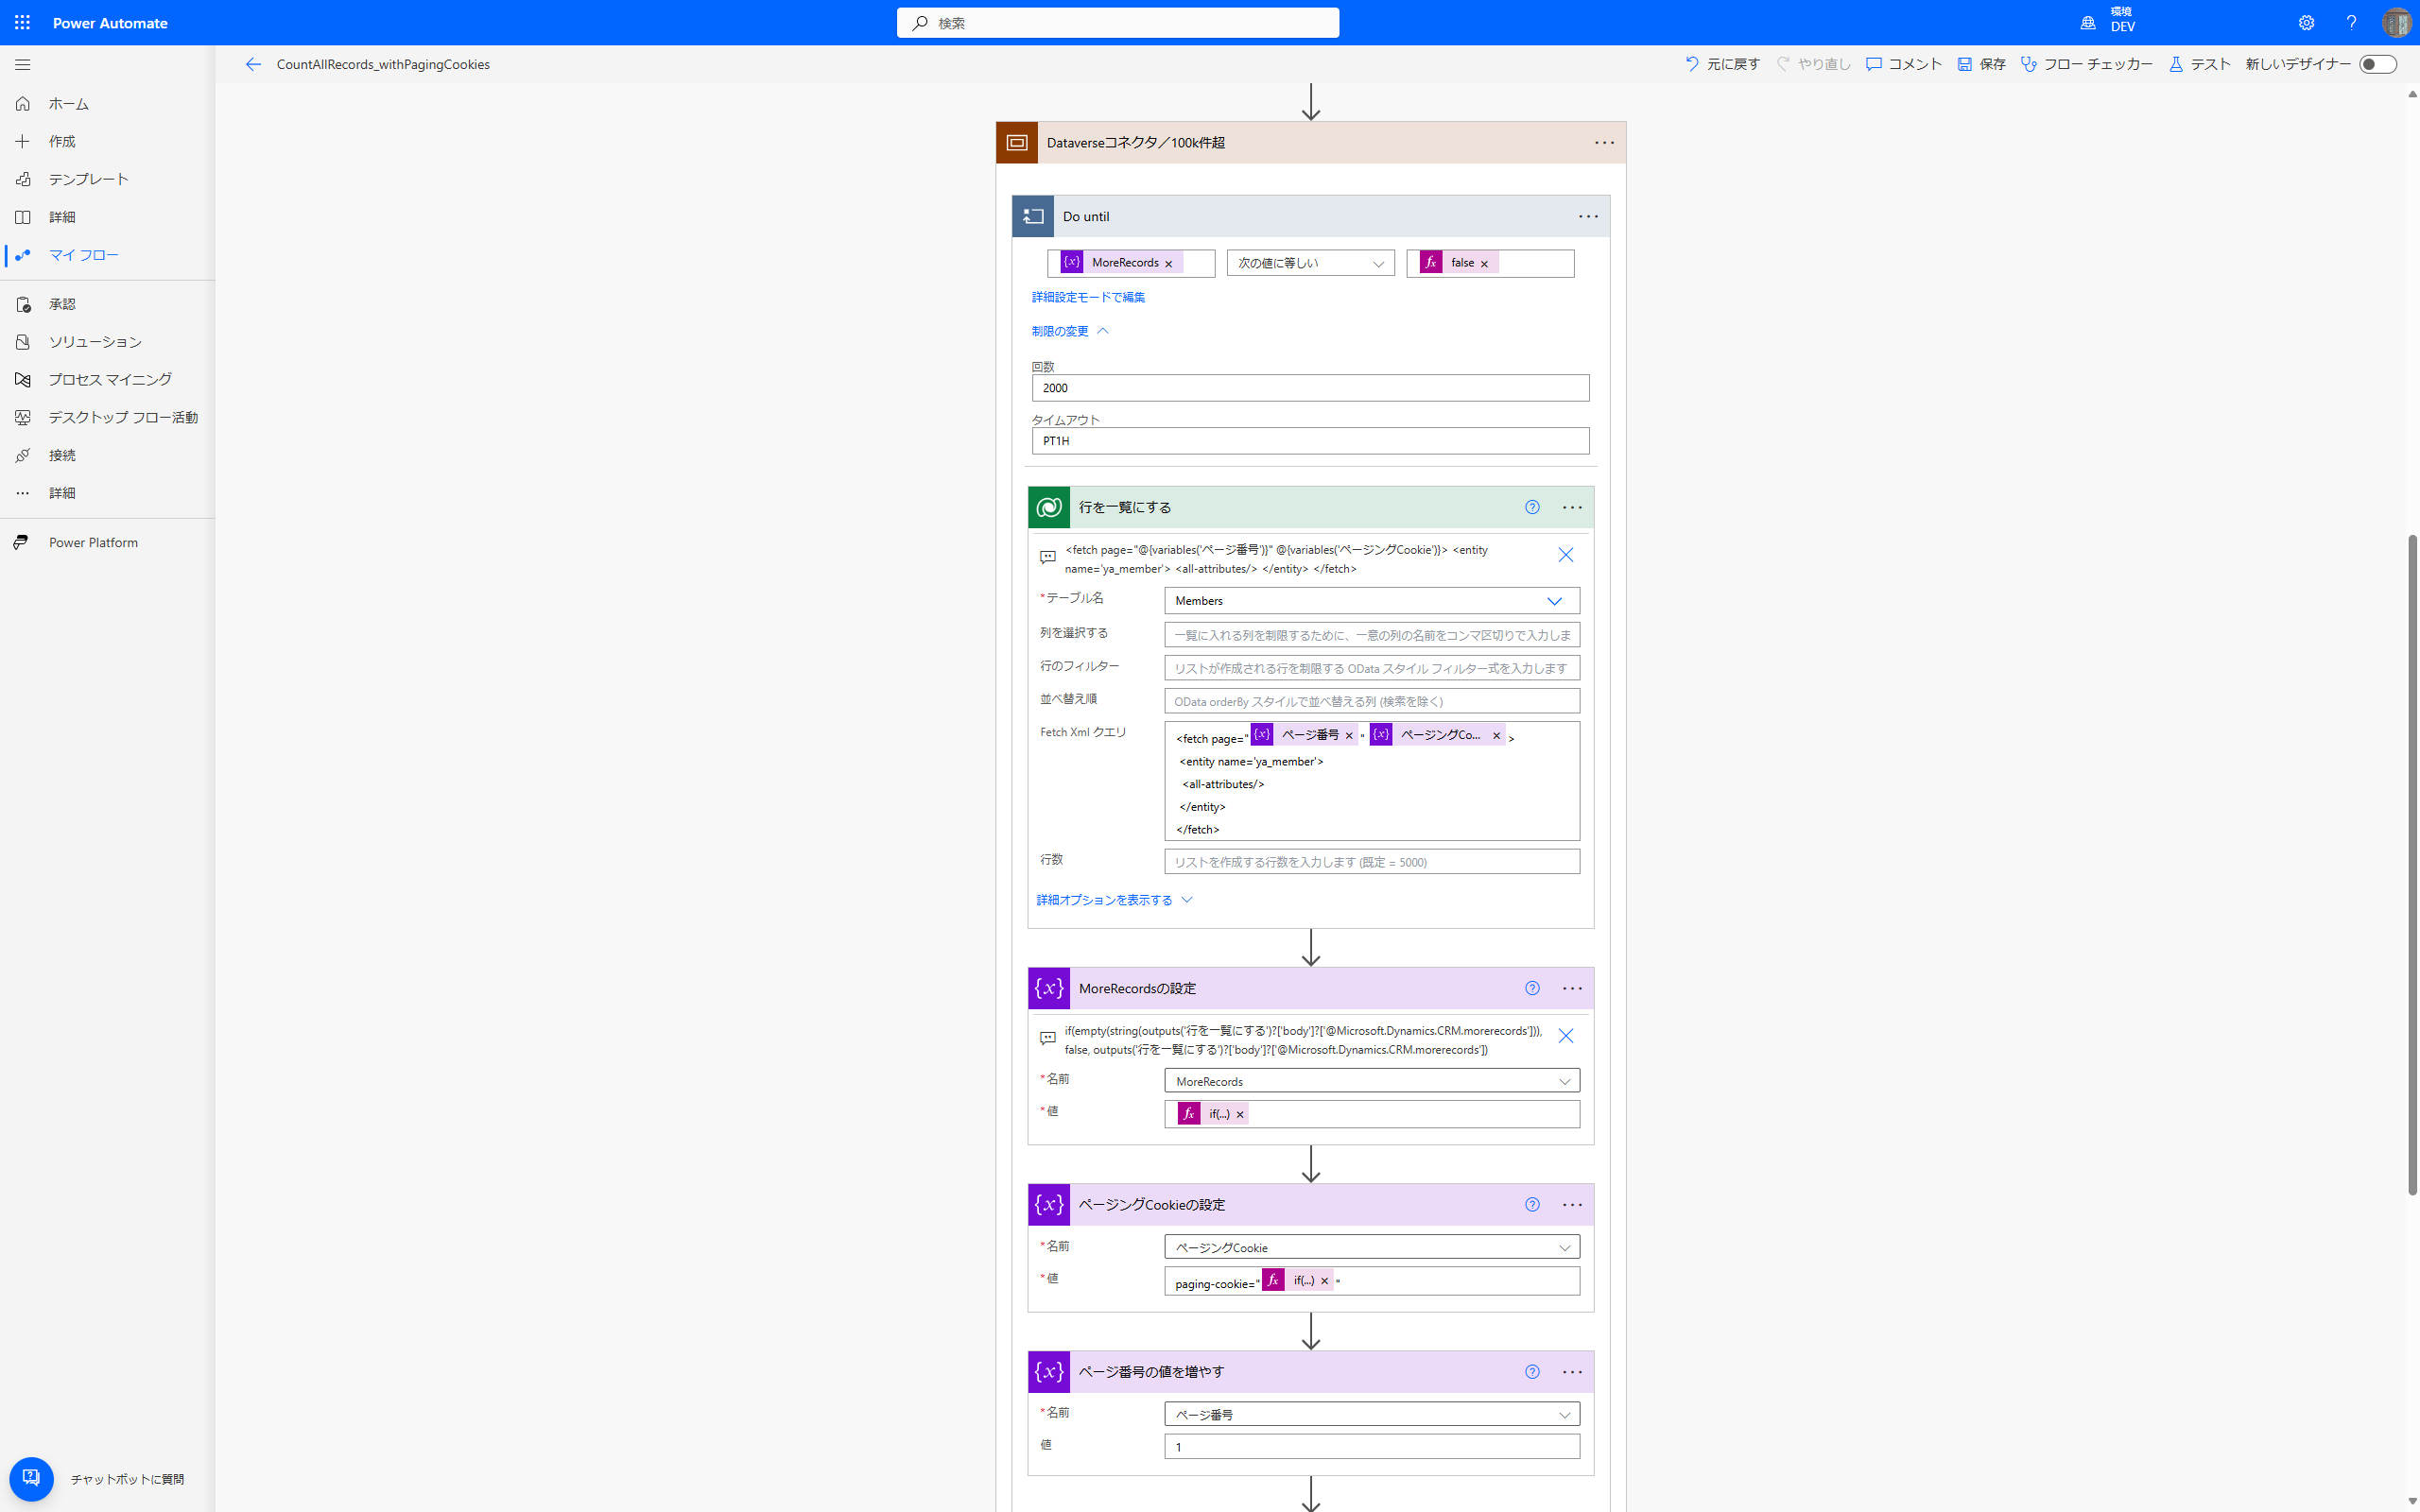 Power Automate
検索
環境
DEV
CountAllRecords_withPagingCookies
元に戻す
やり直し
コメント
保存
フロー チェッカー
テスト
新しいデザイナー
ホーム
作成
テンプレート
詳細
マイ フロー
承認
ソリューション
プロセス マイニング
デスクトップ フロー活動
接続
詳細
Power Platform
チャットボットに質問
Dataverseコネクタ／100k件超
Do until
MoreRecords
次の値に等しい
false
詳細設定モードで編集
制限の変更
回数
2000
タイムアウト
PT1H
行を一覧にする
<fetch page="@{variables('ページ番号')}" @{variables('ページングCookie')}> <entity
name='ya_member'> <all-attributes/> </entity> </fetch>
*テーブル名
Members
列を選択する
一覧に入れる列を制限するために、一意の列の名前をコンマ区切りで入力しま
行のフィルター
リストが作成される行を制限する OData スタイル フィルター式を入力します
並べ替え順
OData orderBy スタイルで並べ替える列 (検索を除く)
Fetch Xml クエリ
<fetch page=" ページ番号 " ページングCo... >
<entity name='ya_member'>
<all-attributes/>
</entity>
</fetch>
行数
リストを作成する行数を入力します (既定 = 5000)
詳細オプションを表示する
MoreRecordsの設定
if(empty(string(outputs('行を一覧にする')?['body']?['@Microsoft.Dynamics.CRM.morerecords'])),
false, outputs('行を一覧にする')?['body']?['@Microsoft.Dynamics.CRM.morerecords'])
*名前
MoreRecords
*値
if(...)
ページングCookieの設定
*名前
ページングCookie
*値
paging-cookie=" if(...) "
ページ番号の値を増やす
*名前
ページ番号
値
1